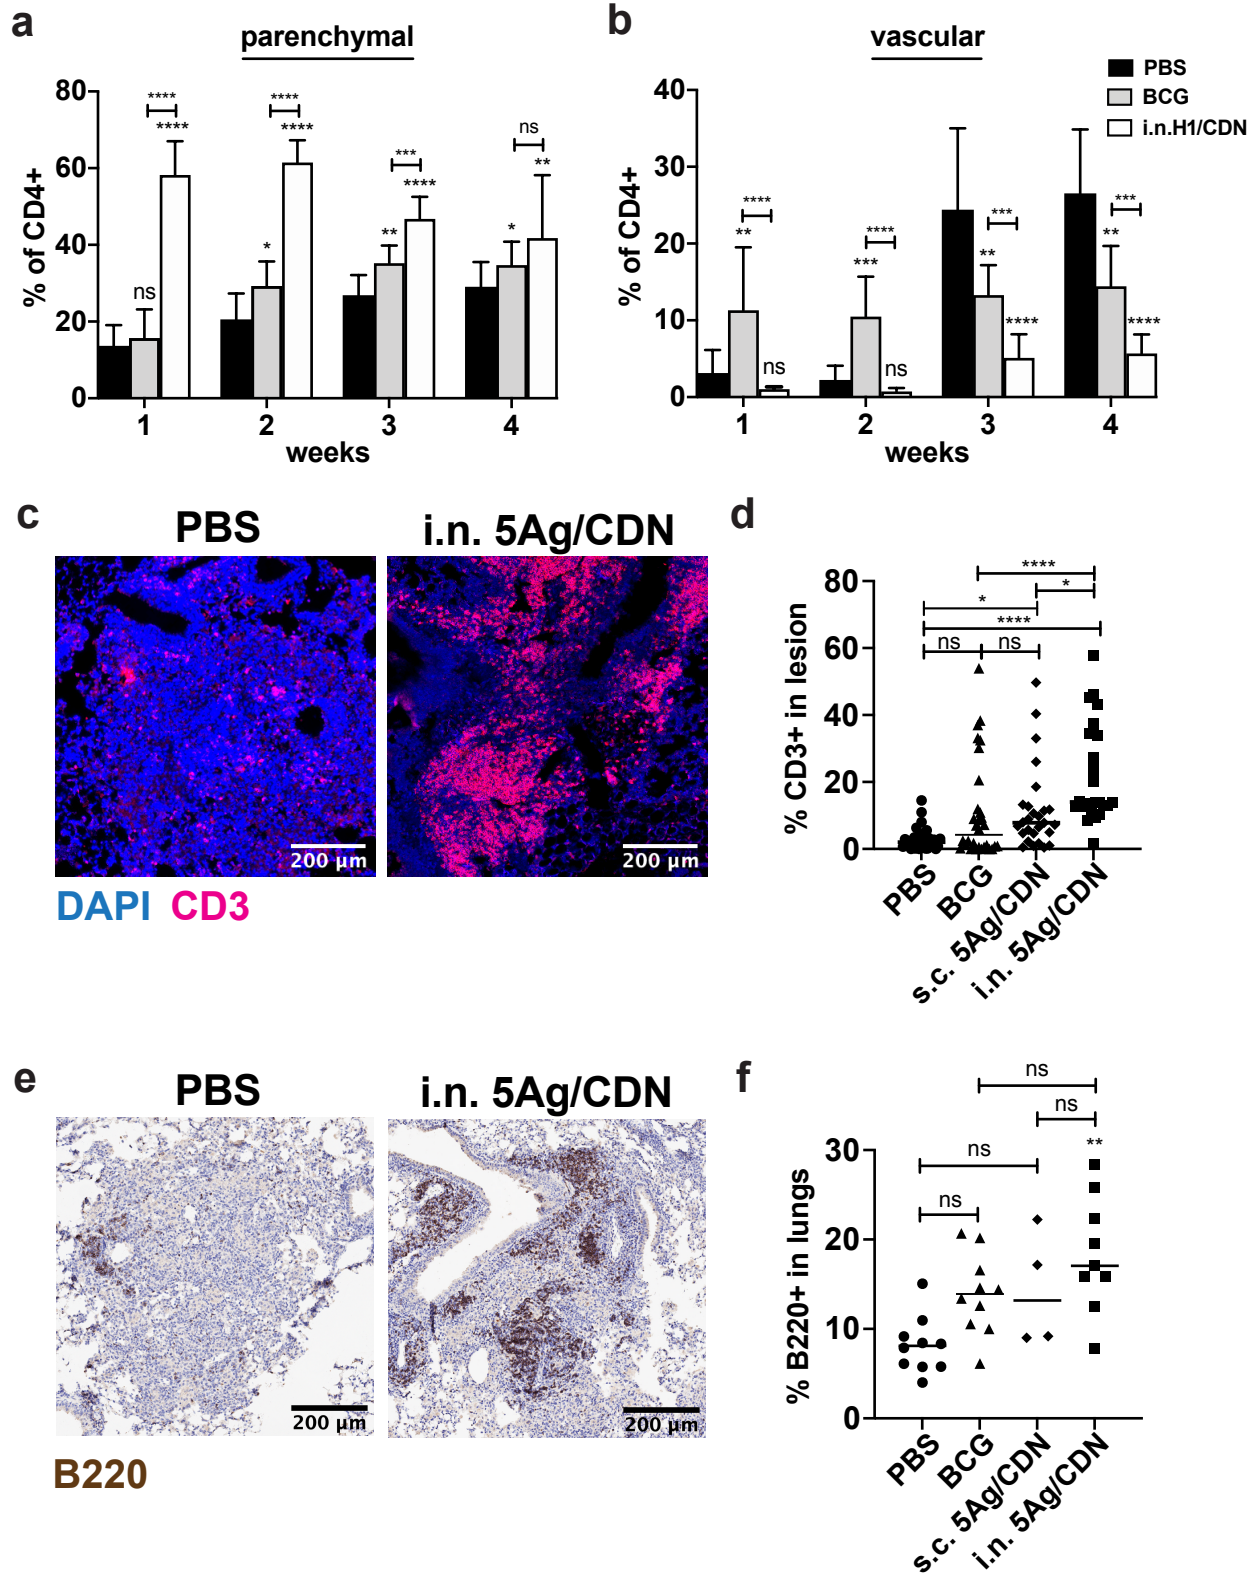 a
parenchymal
% of CD4+
80
60
40
20
0
****
****
****
****
***
****
ns
**
ns
*
**
*
1 2 3 4
weeks
b
vascular
PBS
BCG
i.n.H1/CDN
% of CD4+
40
30
20
10
0
****
**
ns
****
***
ns
***
**
****
***
**
****
1 2 3 4
weeks
c
PBS
i.n. 5Ag/CDN
200 µm
200 µm
DAPI CD3
d
% CD3+ in lesion
80
60
40
20
0
****
*
*
****
ns ns
PBS
BCG
s.c. 5Ag/CDN
i.n. 5Ag/CDN
e
PBS
i.n. 5Ag/CDN
200 µm
200 µm
B220
f
% B220+ in lungs
30
20
10
0
ns
ns
**
ns
ns
PBS
BCG
s.c. 5Ag/CDN
i.n. 5Ag/CDN